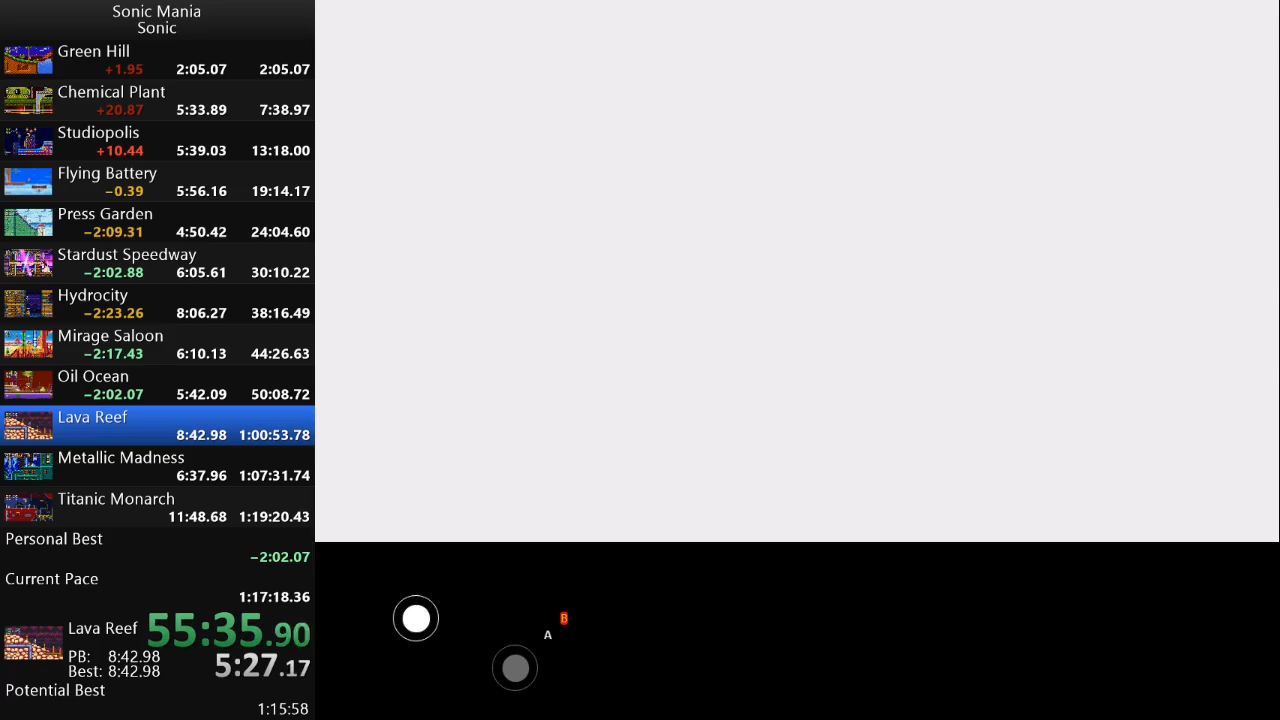 Sonic Mania
Sonic
Green Hill
+1.95 2:05.07 2:05.07
Chemical Plant
+20.87 5:33.89 7:38.97
Studiopolis
+10.44 5:39.03 13:18.00
Flying Battery
−0.39 5:56.16 19:14.17
Press Garden
−2:09.31 4:50.42 24:04.60
Stardust Speedway
−2:02.88 6:05.61 30:10.22
Hydrocity
−2:23.26 8:06.27 38:16.49
Mirage Saloon
−2:17.43 6:10.13 44:26.63
Oil Ocean
−2:02.07 5:42.09 50:08.72
Lava Reef
8:42.98 1:00:53.78
Metallic Madness
6:37.96 1:07:31.74
Titanic Monarch
11:48.68 1:19:20.43
Personal Best
−2:02.07
Current Pace
1:17:18.36
Lava Reef 55:35.90
PB: 8:42.98
Best: 8:42.98 5:27.17
Potential Best
1:15:58
B
A